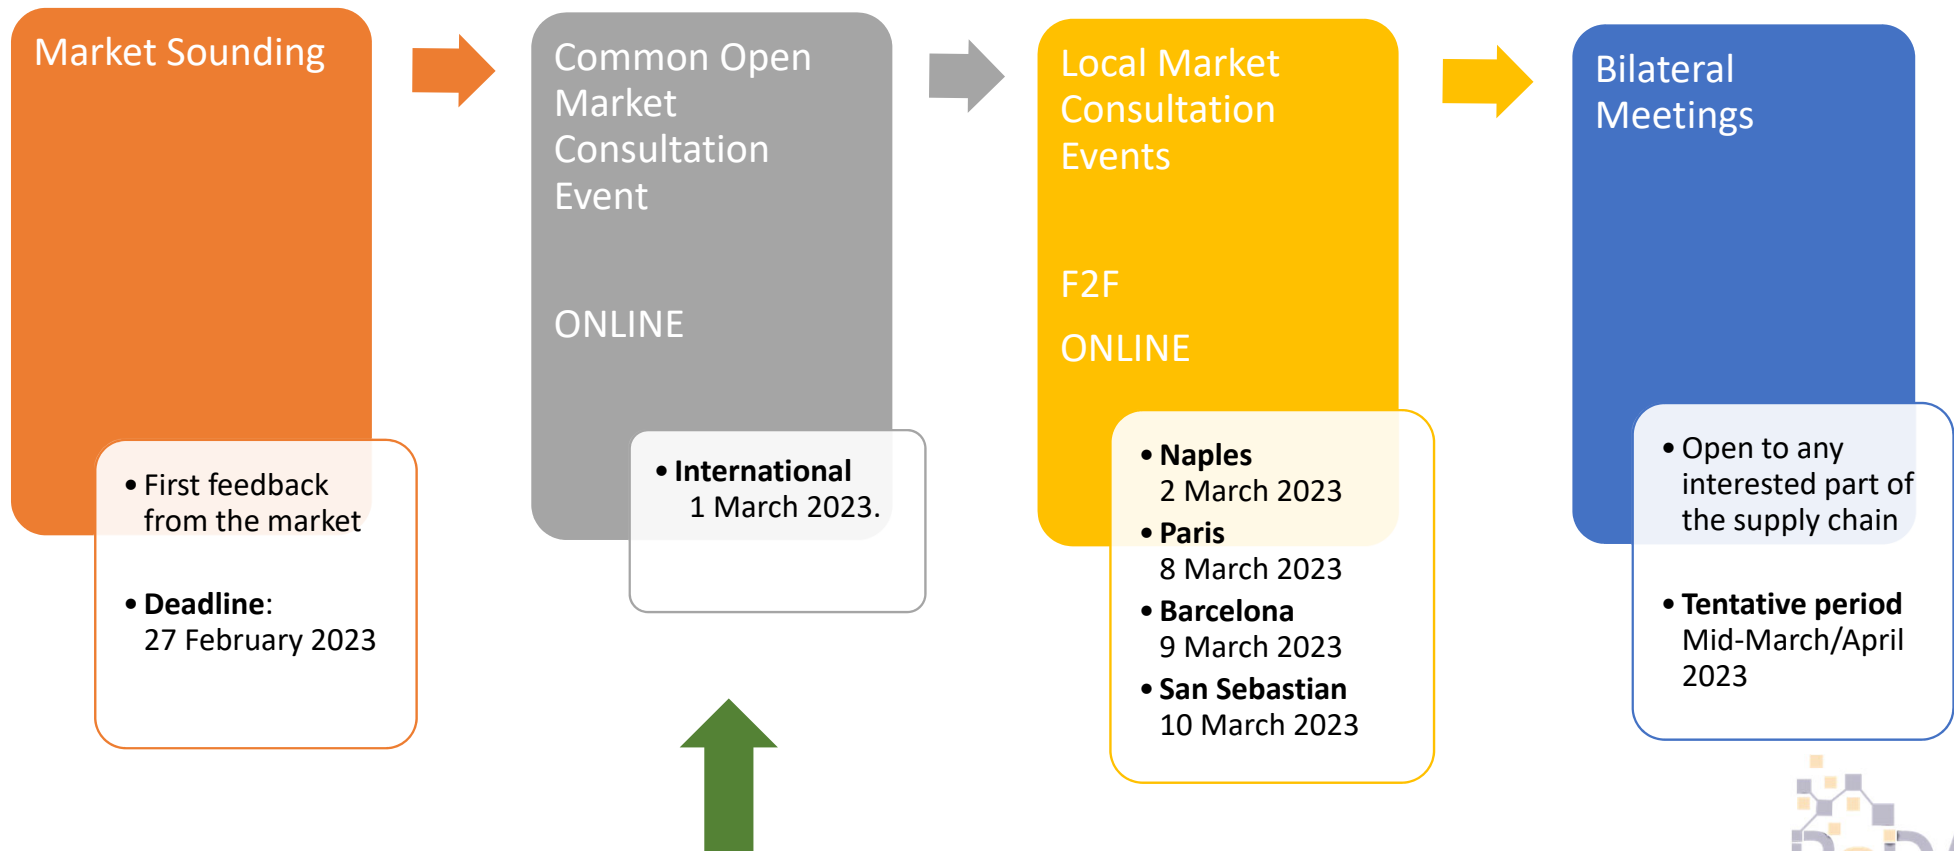 Market Sounding
• First feedback
from the market
• Deadline:
27 February 2023
Common Open
Market
Consultation
Event
ONLINE
• International
1 March 2023.
Local Market
Consultation
Events
F2F
ONLINE
• Naples
2 March 2023
• Paris
8 March 2023
• Barcelona
9 March 2023
• San Sebastian
10 March 2023
Bilateral
Meetings
• Open to any
interested part of
the supply chain
• Tentative period
Mid-March/April
2023